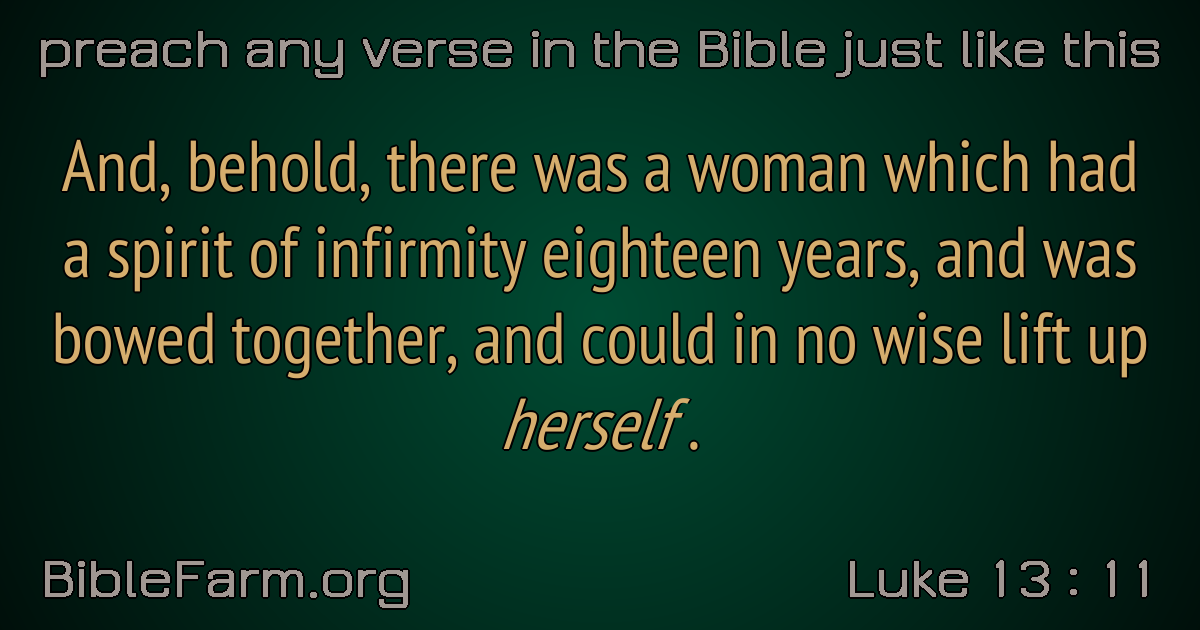 preach any verse in the Bible just like this
And, behold, there was a woman which had
a spirit of infirmity eighteen years, and was
bowed together, and could in no wise lift up
herself .
BibleFarm.org
Luke 13 : 11